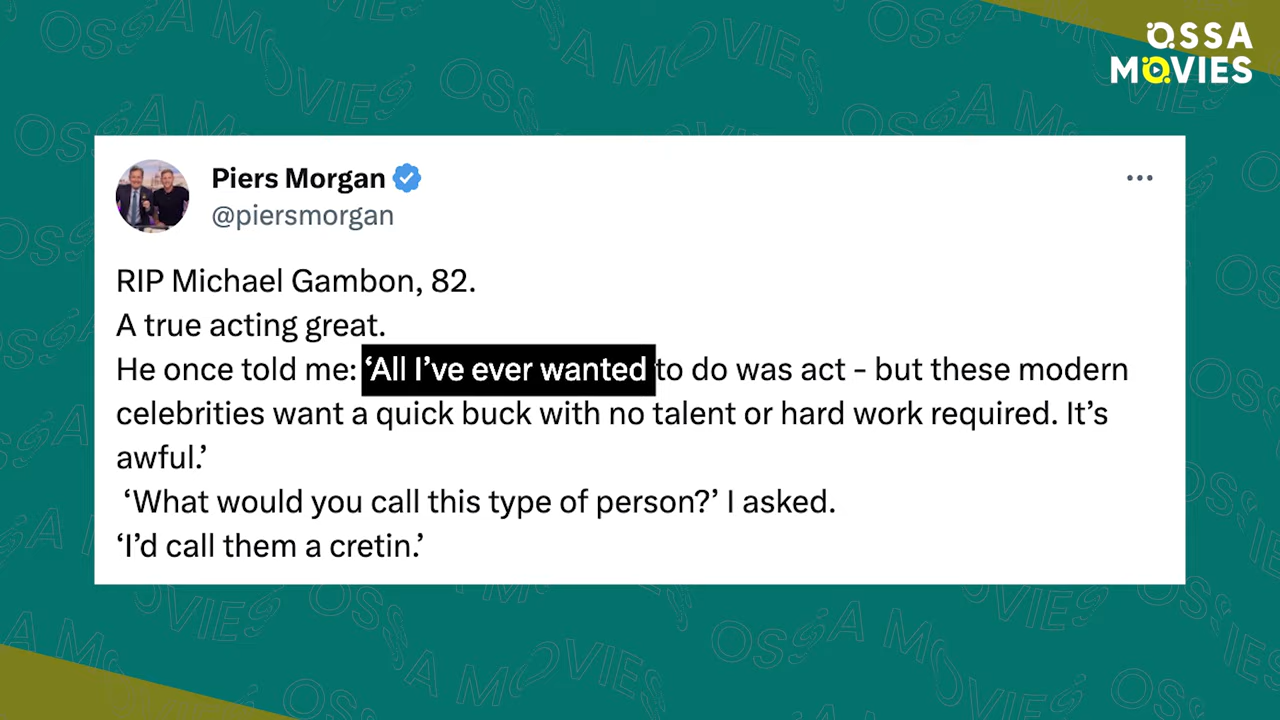 OSSA
MOVIES
Piers Morgan
@piersmorgan
RIP Michael Gambon, 82.
A true acting great.
He once told me: ‘All I’ve ever wanted to do was act - but these modern
celebrities want a quick buck with no talent or hard work required. It’s
awful.’
‘What would you call this type of person?’ I asked.
‘I’d call them a cretin.’